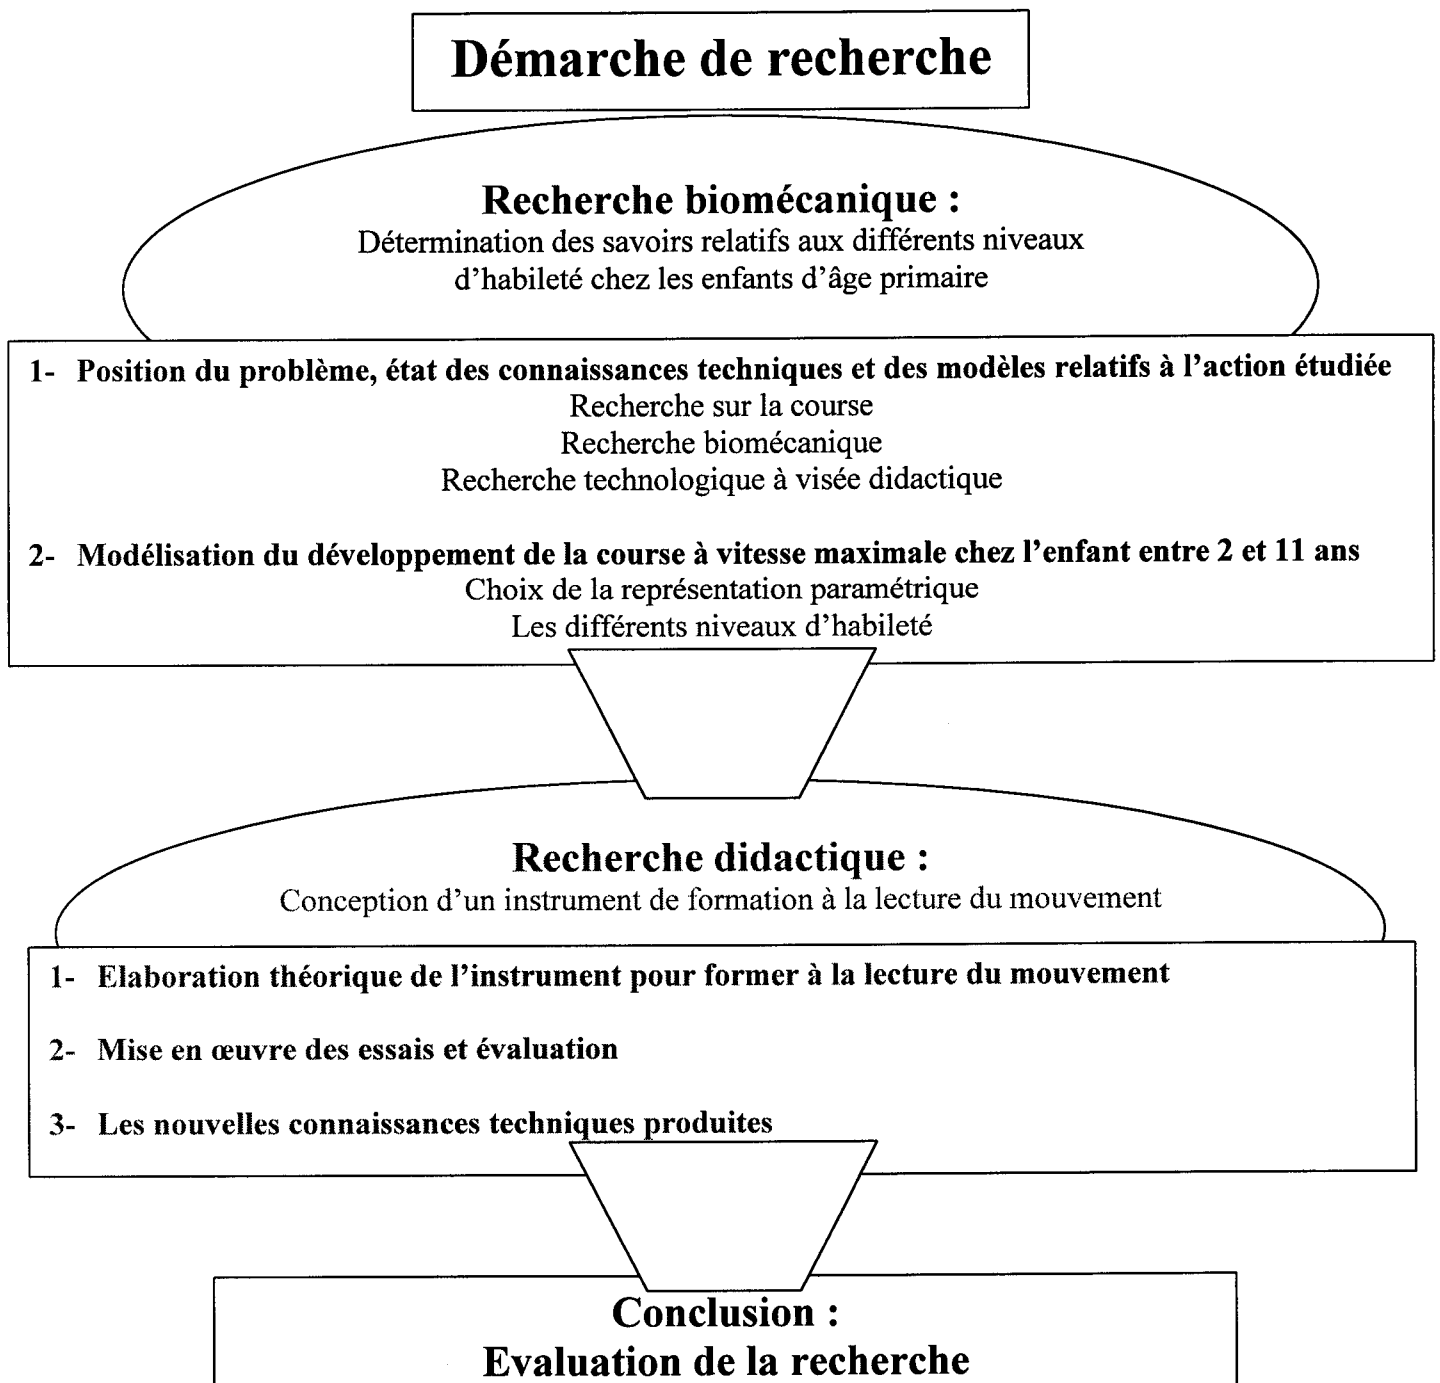 Démarche de recherche
Recherche biomécanique :
Détermination des savoirs relatifs aux différents niveaux
d’habileté chez les enfants d’âge primaire
1- Position du problème, état des connaissances techniques et des modèles relatifs à l’action étudiée
Recherche sur la course
Recherche biomécanique
Recherche technologique à visée didactique
2- Modélisation du développement de la course à vitesse maximale chez l’enfant entre 2 et 11 ans
Choix de la représentation paramétrique
Les différents niveaux d’habileté
Recherche didactique :
Conception d’un instrument de formation à la lecture du mouvement
1- Elaboration théorique de l’instrument pour former à la lecture du mouvement
2- Mise en œuvre des essais et évaluation
3- Les nouvelles connaissances techniques produites
Conclusion :
Evaluation de la recherche